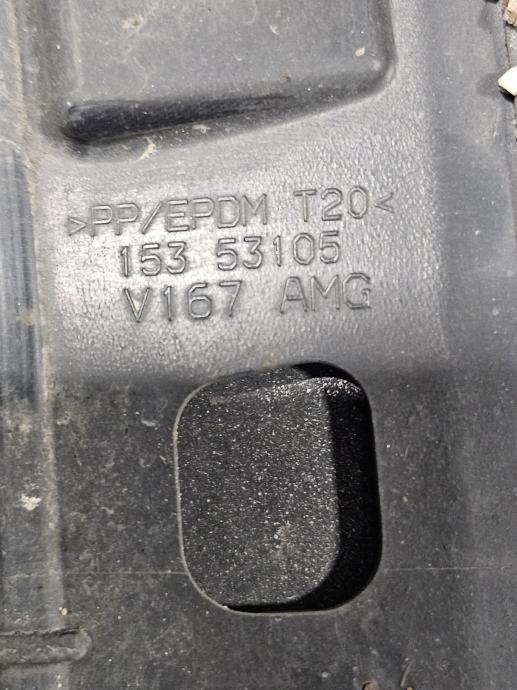 >PP/EPDM T20<
153 53105
V167 AMG